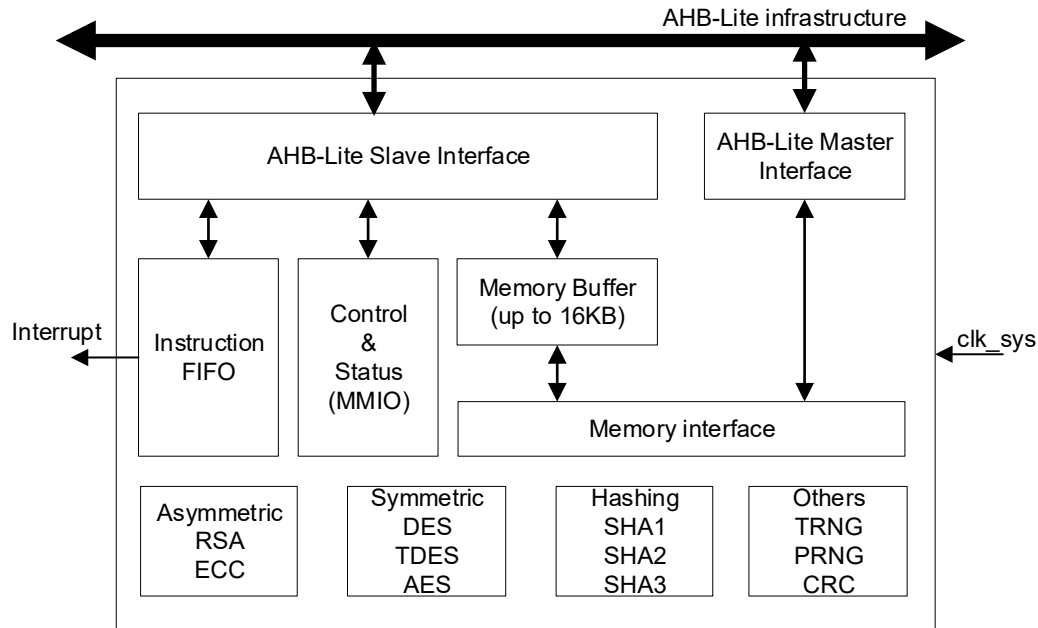 AHB-Lite infrastructure
AHB-Lite Slave Interface
AHB-Lite Master
Interface
Interrupt
Instruction
FIFO
Control
&
Status
(MMIO)
Memory Buffer
(up to 16KB)
clk_sys
Memory interface
Asymmetric
RSA
ECC
Symmetric
DES
TDES
AES
Hashing
SHA1
SHA2
SHA3
Others
TRNG
PRNG
CRC